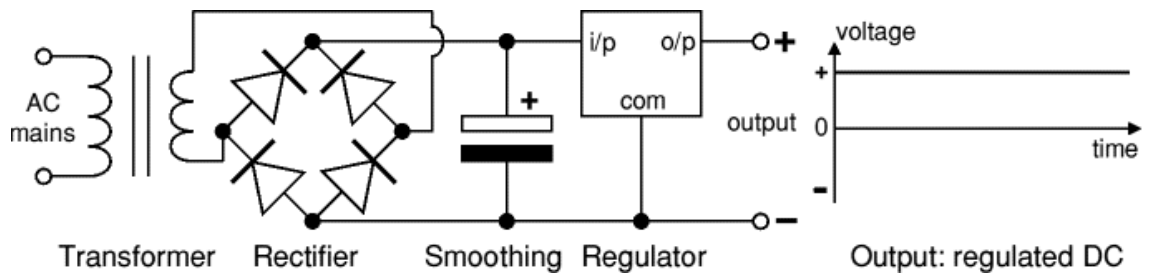 AC
mains
+
i/p
o/p
com
+
output
−
voltage
+
0
-
time
Transformer
Rectifier
Smoothing
Regulator
Output: regulated DC